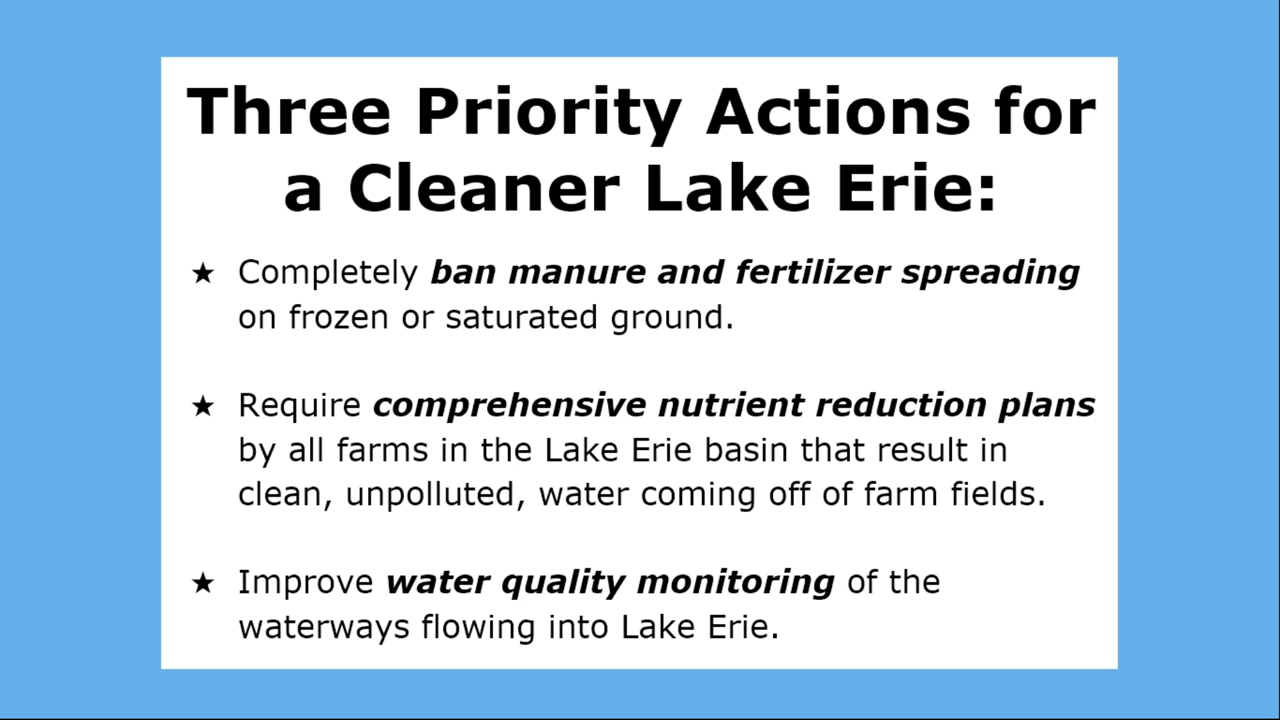 Three Priority Actions for
a Cleaner Lake Erie:
★ Completely ban manure and fertilizer spreading
on frozen or saturated ground.
★ Require comprehensive nutrient reduction plans
by all farms in the Lake Erie basin that result in
clean, unpolluted, water coming off of farm fields.
★ Improve water quality monitoring of the
waterways flowing into Lake Erie.